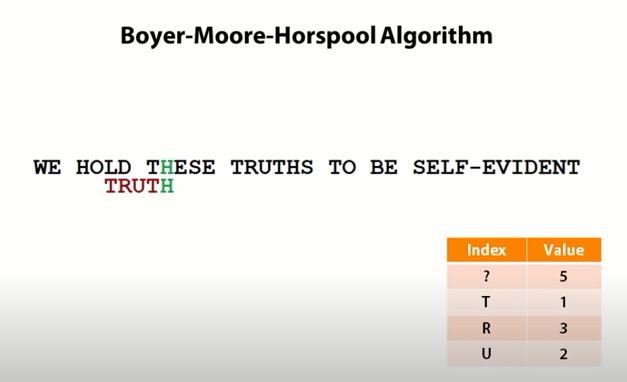 Boyer-Moore-Horspool Algorithm
WE HOLD THESE TRUTHS TO BE SELF-EVIDENT
TRUTH
Index Value
? 5
T 1
R 3
U 2